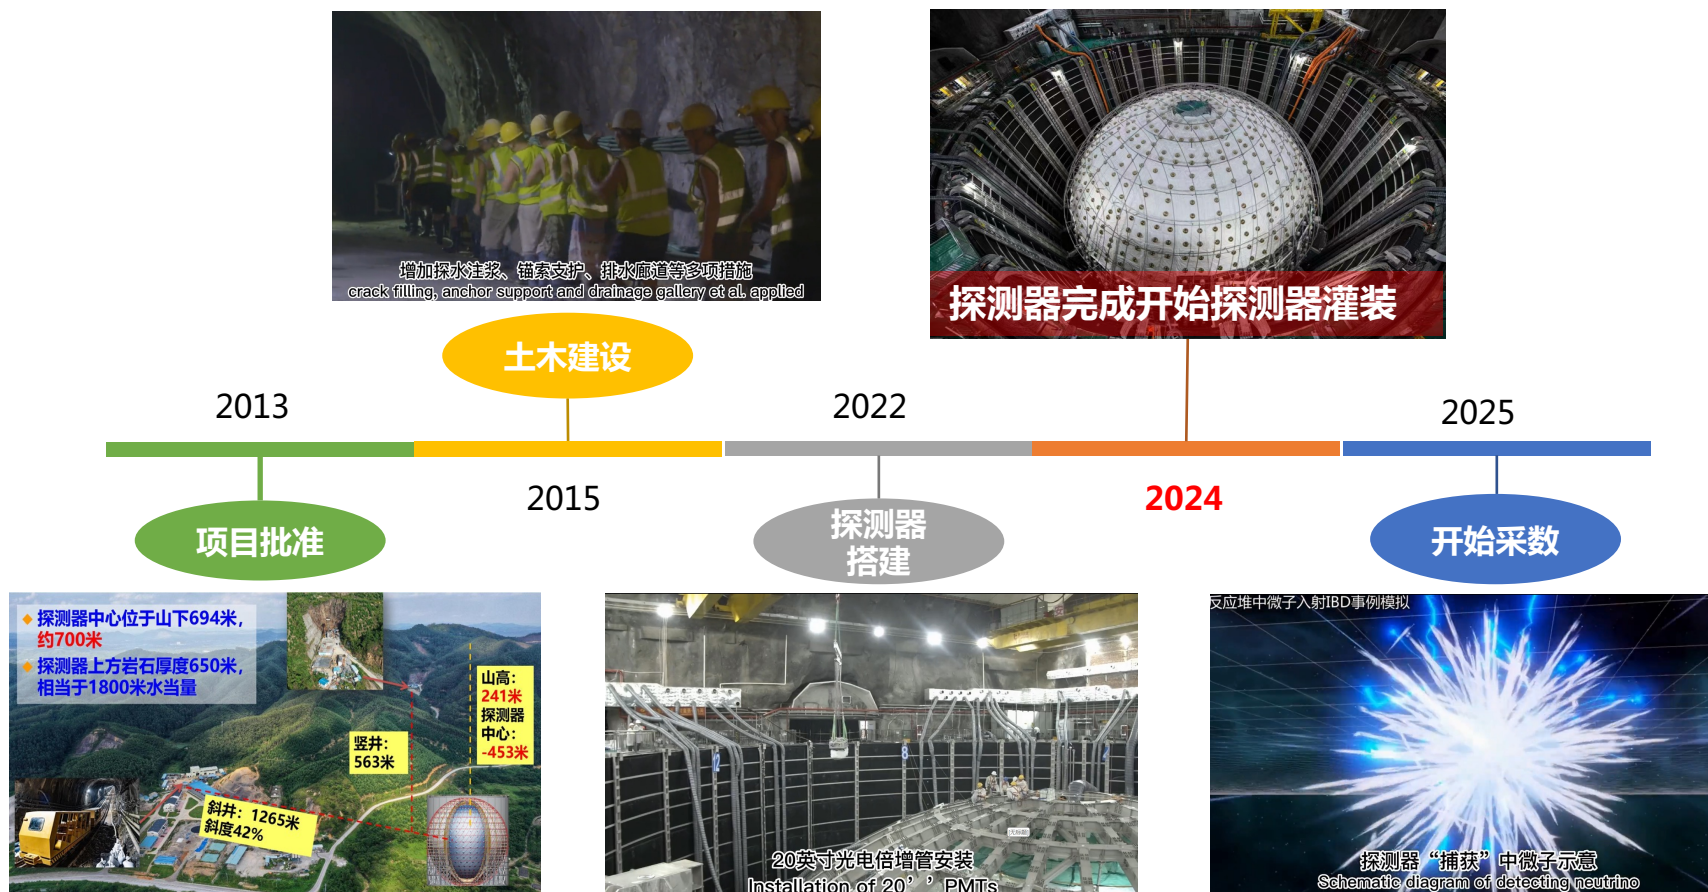 增加探水注浆、锚索支护、排水廊道等多项措施
crack filling, anchor support and drainage gallery et al. applied
探测器完成开始探测器灌装
土木建设
2013
2022
2025
2015
2024
项目批准
探测器
搭建
开始采数
探测器中心位于山下694米，
约700米
探测器上方岩石厚度650米，
相当于1800米水当量
山高：
241米
探测器
中心：
-453米
竖井：
563米
斜井：1265米
斜度42%
12
8
20英寸光电倍增管安装
Installation of 20’’ PMTs
反应堆中微子入射IBD事例模拟
探测器“捕获”中微子示意
Schematic diagram of detecting neutrino